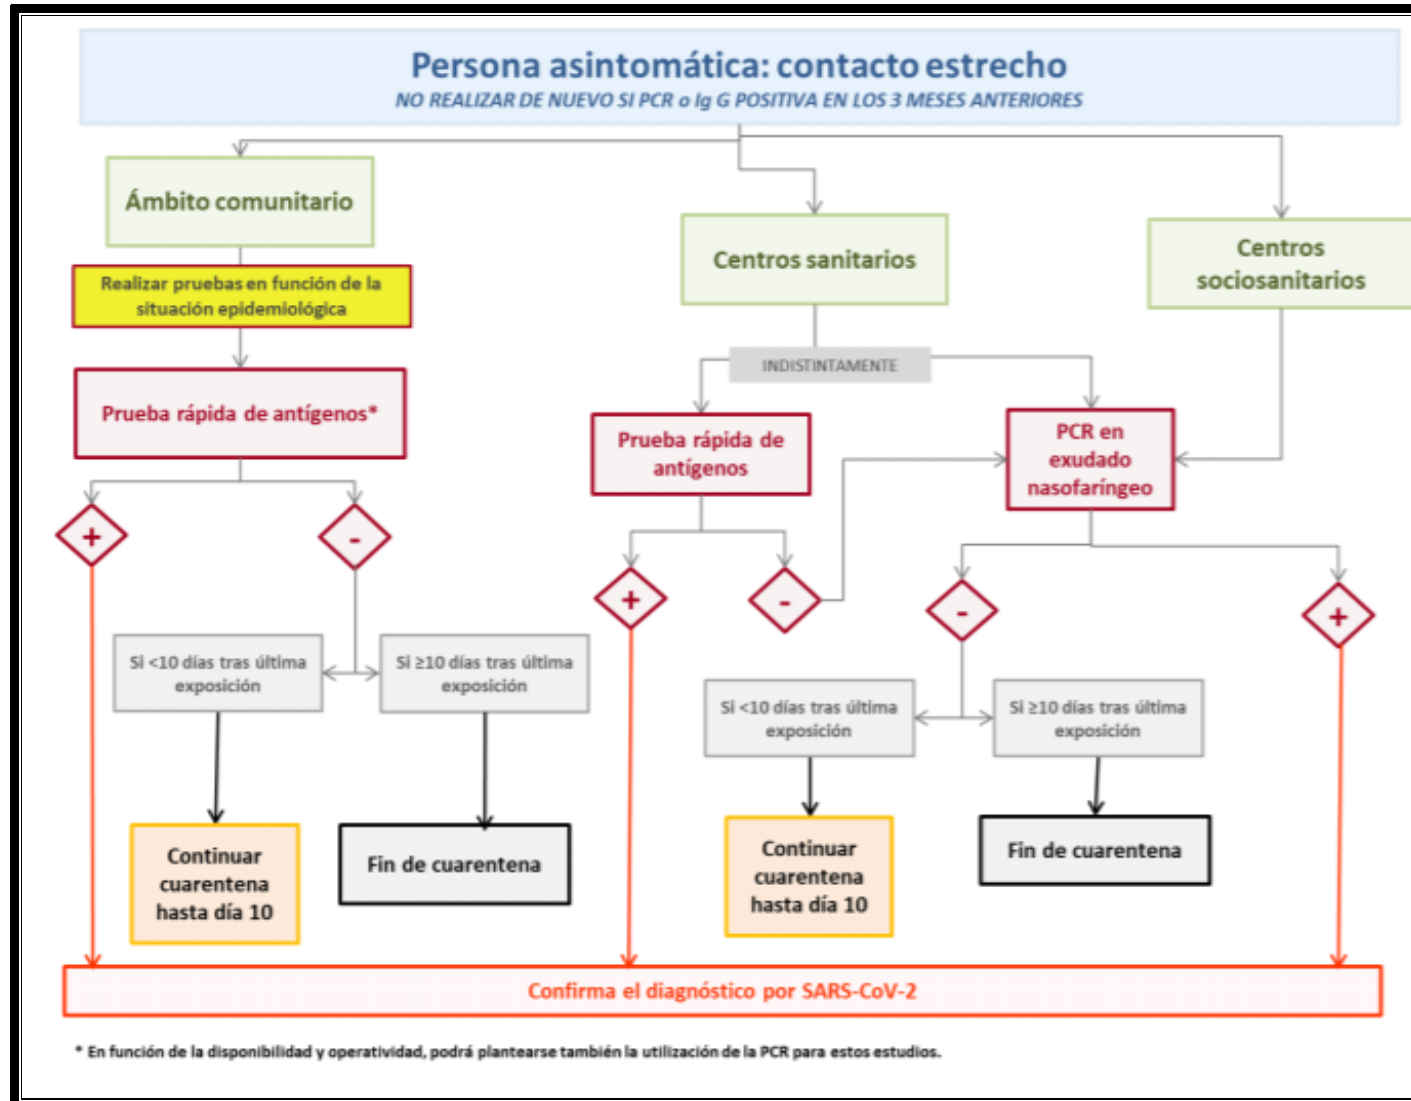 Persona asintomática: contacto estrecho
NO REALIZAR DE NUEVO SI PCR o Ig G POSITIVA EN LOS 3 MESES ANTERIORES
Ámbito comunitario
Realizar pruebas en función de la
situación epidemiológica
Prueba rápida de antígenos*
+
-
Si <10 días tras última
exposición
Si ≥10 días tras última
exposición
Continuar
cuarentena
hasta día 10
Fin de cuarentena
Centros sanitarios
INDISTINTAMENTE
Prueba rápida de
antígenos
+
-
Centros
sociosanitarios
PCR en
exudado
nasofaríngeo
-
+
Si <10 días tras última
exposición
Si ≥10 días tras última
exposición
Continuar
cuarentena
hasta día 10
Fin de cuarentena
Confirma el diagnóstico por SARS-CoV-2
* En función de la disponibilidad y operatividad, podrá plantearse también la utilización de la PCR para estos estudios.